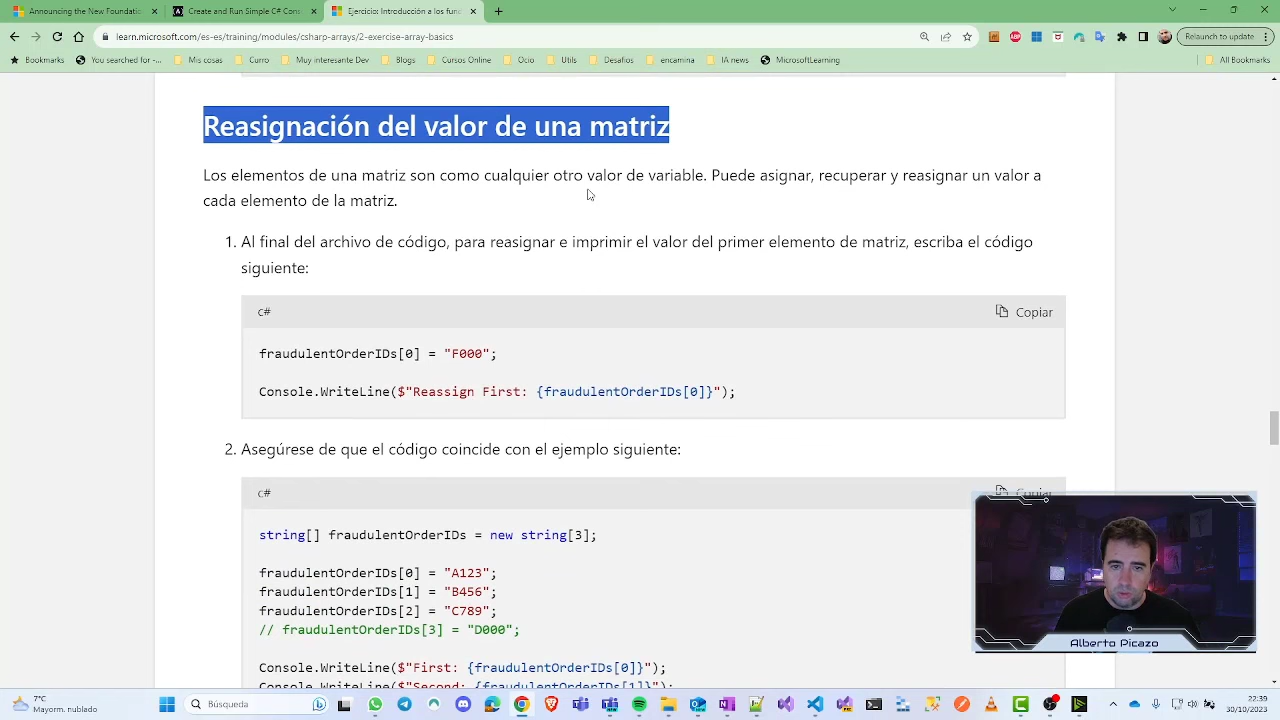 Announcing the New Foundatio
Create and Run Simple C# Cons
Ejercicio: Introducción a los fun
learn.microsoft.com/es-es/training/modules/csharp-arrays/2-exercise-array-basics
Relaunch to update
Bookmarks
You searched for -...
Mis cosas
Curro
Muy interesante Dev
Blogs
Cursos Online
Ocio
Utils
Desafios
encamina
IA news
MicrosoftLearning
All Bookmarks
Reasignación del valor de una matriz
Los elementos de una matriz son como cualquier otro valor de variable. Puede asignar, recuperar y reasignar un valor a
cada elemento de la matriz.
1. Al final del archivo de código, para reasignar e imprimir el valor del primer elemento de matriz, escriba el código
siguiente:
C#
Copiar
fraudulentOrderIDs[0] = "F000";
Console.WriteLine($"Reassign First: {fraudulentOrderIDs[0]}");
2. Asegúrese de que el código coincide con el ejemplo siguiente:
C#
Copiar
string[] fraudulentOrderIDs = new string[3];
fraudulentOrderIDs[0] = "A123";
fraudulentOrderIDs[1] = "B456";
fraudulentOrderIDs[2] = "C789";
// fraudulentOrderIDs[3] = "D000";
Console.WriteLine($"First: {fraudulentOrderIDs[0]}");
Console.WriteLine($"Second: {fraudulentOrderIDs[1]}");
Alberto Picazo
7°C
Mayorm. nublado
Búsqueda
22:39
30/10/2023